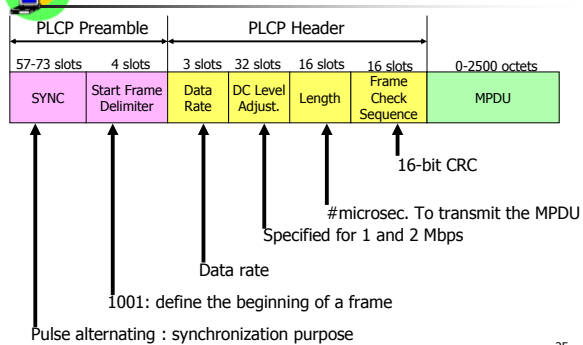 PLCP Preamble PLCP Header
57-73 slots 4 slots 3 slots 32 slots 16 slots 16 slots 0-2500 octets
SYNC
Start Frame
Delimiter
Data
Rate
DC Level
Adjust.
Length
Frame
Check
Sequence
MPDU
16-bit CRC
#microsec. To transmit the MPDU
Specified for 1 and 2 Mbps
Data rate
1001: define the beginning of a frame
Pulse alternating : synchronization purpose